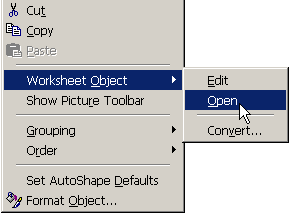 Cut
Copy
Paste
Worksheet Object
Edit
Show Picture Toolbar
Open
Grouping
Convert...
Order
Set AutoShape Defaults
Format Object...